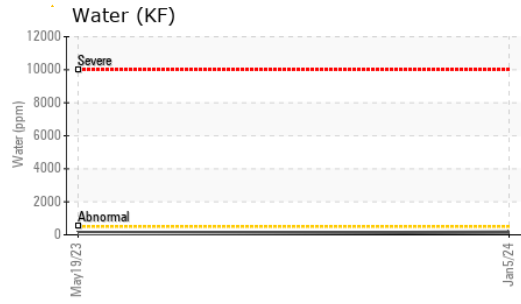 Water (KF)
12000
10000
8000
6000
4000
2000
0
Water (ppm)
Severe
Abnormal
May19/23
Jan5/24